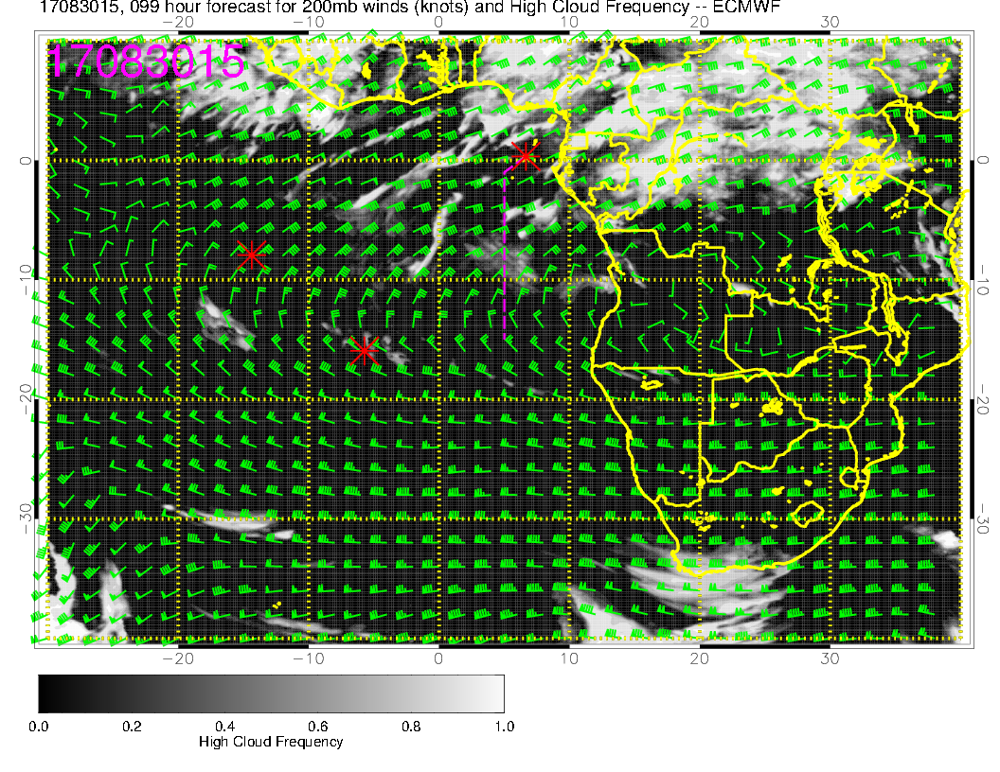 17083015, 099 hour forecast for 200mb winds (knots) and High Cloud Frequency -- ECMWF
−20 −10 0 10 20 30
17083015
0 0
−10 −10
−20 −20
−30 −30
−20 −10 0 10 20 30
0.0 0.2 0.4 0.6 0.8 1.0
High Cloud Frequency